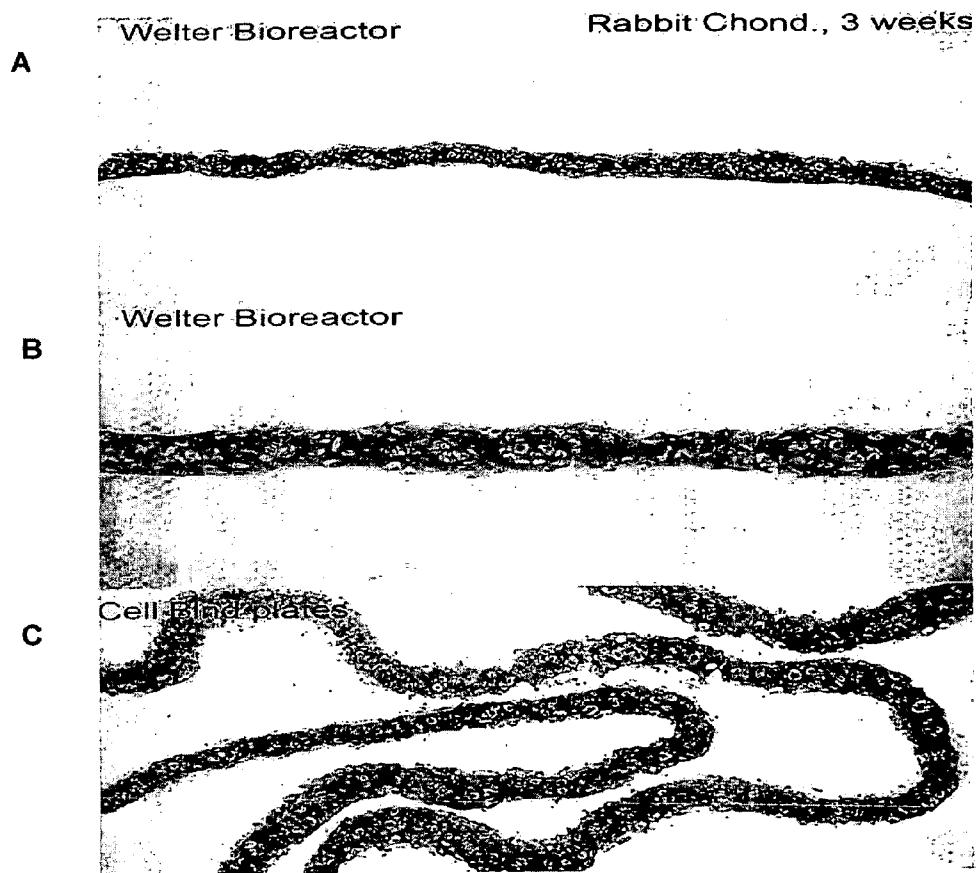 Welter Bioreactor Rabbit Chond., 3 weeks
A
Welter Bioreactor
B
Cell Bind plates
C